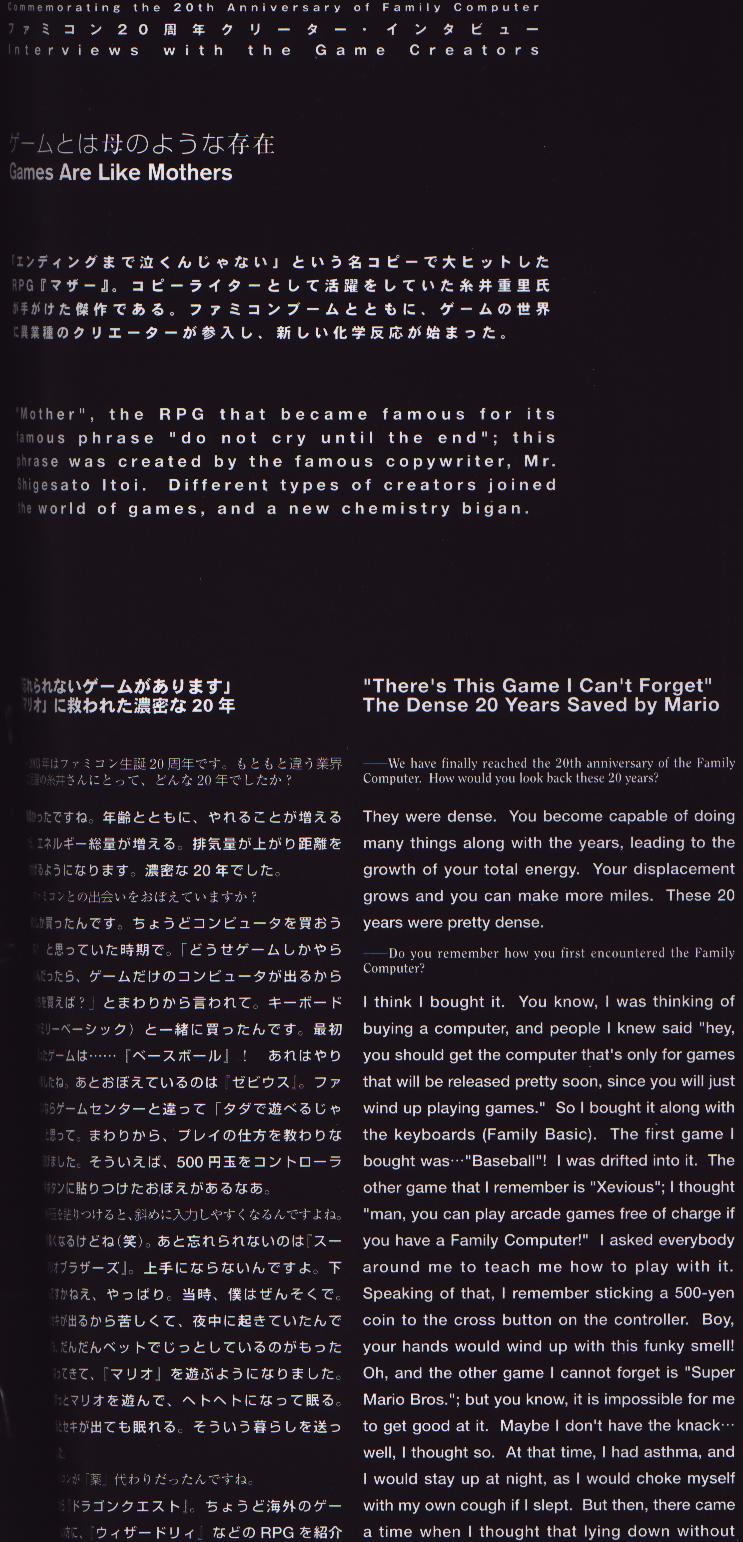 Commemorating the 20th Anniversary of Family Computer
ファミコン20周年クリーター・インタビュー
Interviews with the Game Creators
ゲームとは母のような存在
Games Are Like Mothers
「エンディングまで泣くんじゃない」という名コピーで大ヒットした
RPG『マザー』。コピーライターとして活躍をしていた糸井重里氏
が手がけた傑作である。ファミコンブームとともに、ゲームの世界
に異業種のクリエーターが参入し、新しい化学反応が始まった。
"Mother", the RPG that became famous for its
famous phrase "do not cry until the end"; this
phrase was created by the famous copywriter, Mr.
Shigesato Itoi. Different types of creators joined
the world of games, and a new chemistry bigan.
れられないゲームがあります」
マリオ」に救われた濃密な 20 年
年はファミコン生誕 20 周年です。もともと違う業界
の糸井さんにとって、どんな 20 年でしたか？
ったですね。年齢とともに、やれることが増える
エネルギー総量が増える。排気量が上がり距離を
るようになります。濃密な 20 年でした。
ァミコンとの出会いをおぼえていますか？
買ったんです。ちょうどコンピュータを買おう
と思っていた時期で。「どうせゲームしかやら
だったら、ゲームだけのコンピュータが出るから
を買えば？」とまわりから言われて。キーボード
ミリーベーシック）と一緒に買ったんです。最初
たゲームは……『ベースボール』！　あれはやり
したね。あとおぼえているのは『ゼビウス』。ファ
らゲームセンターと違って「タダで遊べるじゃ
と思って。まわりから、プレイの仕方を教わりな
ました。そういえば、500 円玉をコントローラ
タンに貼りつけたおぼえがあるなあ。
りつけると、斜めに入力しやすくなるんですよね。
くなるけどね（笑）。あと忘れられないのは『スー
オブラザーズ』。上手にならないんですよ。下
すかねえ、やっぱり。当時、僕はぜんそくで。
キが出るから苦しくて、夜中に起きていたんで
だんだんベットでじっとしているのがもった
ってきて、『マリオ』を遊ぶようになりました。
っとマリオを遊んで、ヘトヘトになって眠る。
とセキが出ても眠れる。そういう暮らしを送っ
た
コンが「薬」代わりだったんですね。
『ドラゴンクエスト』。ちょうど海外のゲー
に、『ウィザードリィ』などの RPG を紹介
"There's This Game I Can't Forget"
The Dense 20 Years Saved by Mario
——We have finally reached the 20th anniversary of the Family
Computer. How would you look back these 20 years?
They were dense. You become capable of doing
many things along with the years, leading to the
growth of your total energy. Your displacement
grows and you can make more miles. These 20
years were pretty dense.
——Do you remember how you first encountered the Family
Computer?
I think I bought it. You know, I was thinking of
buying a computer, and people I knew said "hey,
you should get the computer that's only for games
that will be released pretty soon, since you will just
wind up playing games." So I bought it along with
the keyboards (Family Basic). The first game I
bought was…"Baseball"! I was drifted into it. The
other game that I remember is "Xevious"; I thought
"man, you can play arcade games free of charge if
you have a Family Computer!" I asked everybody
around me to teach me how to play with it.
Speaking of that, I remember sticking a 500-yen
coin to the cross button on the controller. Boy,
your hands would wind up with this funky smell!
Oh, and the other game I cannot forget is "Super
Mario Bros."; but you know, it is impossible for me
to get good at it. Maybe I don't have the knack…
well, I thought so. At that time, I had asthma, and
I would stay up at night, as I would choke myself
with my own cough if I slept. But then, there came
a time when I thought that lying down without